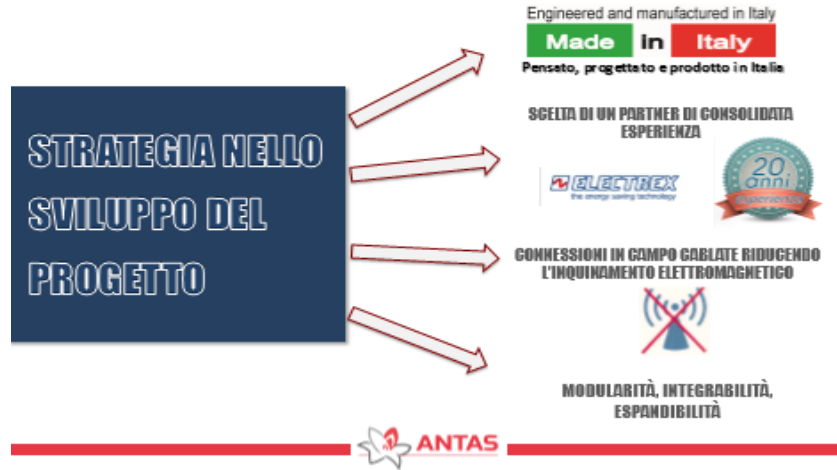 Engineered and manufactured in Italy
Made in Italy
Pensato, progettato e prodotto in Italia
STRATEGIA NELLO
SVILUPPO DEL
PROGETTO
SCELTA DI UN PARTNER DI CONSOLIDATA
ESPERIENZA
ELECTREX
the energy saving technology
20
anni
esperienza
CONNESSIONI IN CAMPO CABLATE RIDUCENDO
L'INQUINAMENTO ELETTROMAGNETICO
MODULARITÀ, INTEGRABILITÀ,
ESPANDIBILITÀ
ANTAS